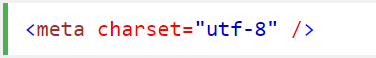 <meta charset="utf-8" />